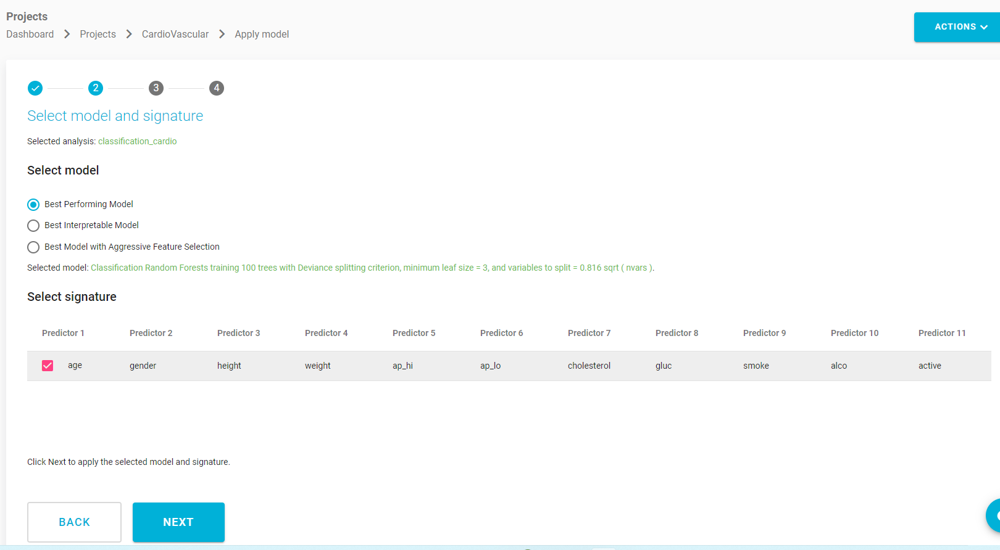 Projects
Dashboard Projects CardioVascular Apply model
ACTIONS
2 3 4
Select model and signature
Selected analysis: classification_cardio
Select model
Best Performing Model
Best Interpretable Model
Best Model with Aggressive Feature Selection
Selected model: Classification Random Forests training 100 trees with Deviance splitting criterion, minimum leaf size = 3, and variables to split = 0.816 sqrt ( nvars ).
Select signature
Predictor 1 Predictor 2 Predictor 3 Predictor 4 Predictor 5 Predictor 6 Predictor 7 Predictor 8 Predictor 9 Predictor 10 Predictor 11
age gender height weight ap_hi ap_lo cholesterol gluc smoke alco active
Click Next to apply the selected model and signature.
BACK NEXT